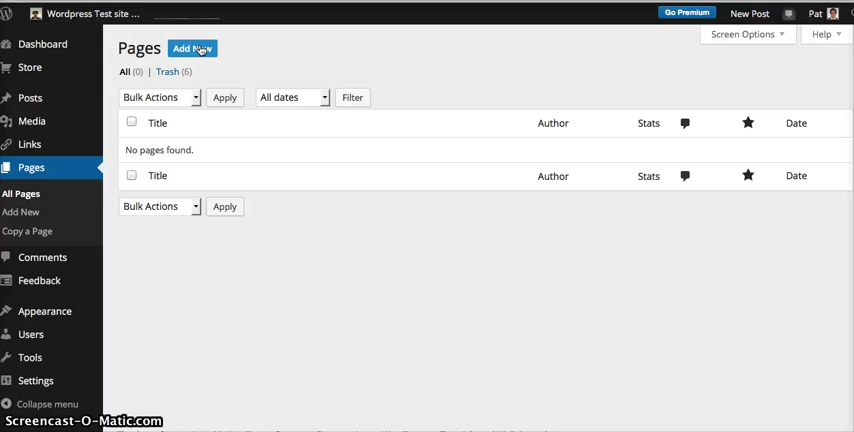 Wordpress Test site ...
Go Premium
New Post
Pat
Dashboard
Store
Posts
Media
Links
Pages
All Pages
Add New
Copy a Page
Comments
Feedback
Appearance
Users
Tools
Settings
Collapse menu
Pages Add New
Screen Options Help
All (0) | Trash (6)
Bulk Actions Apply All dates Filter
Title Author Stats Date
No pages found.
Title Author Stats Date
Bulk Actions Apply
Screencast-O-Matic.com